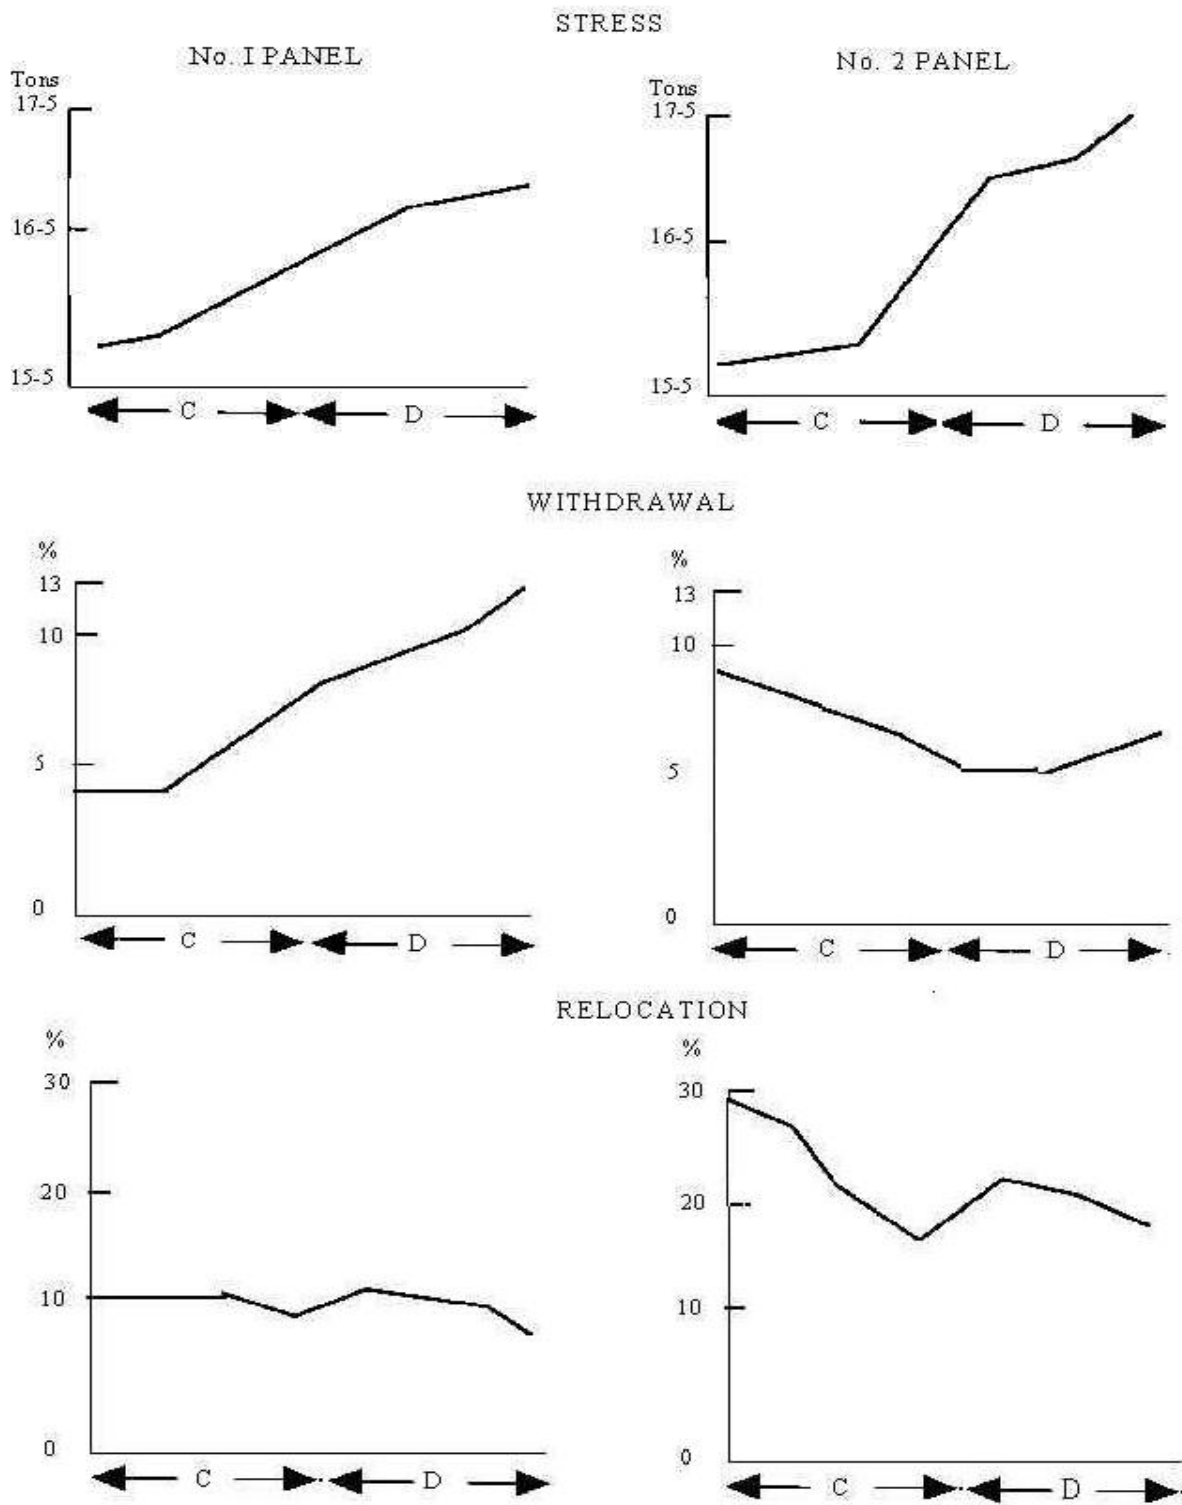 STRESS
No. I PANEL
No. 2 PANEL
Tons
17-5
16-5
15-5
C
D
Tons
17-5
16-5
15-5
C
D
WITHDRAWAL
%
13
10
5
0
C
D
%
13
10
5
0
C
D
RELOCATION
%
30
20
10
0
C
D
%
30
20
10
0
C
D